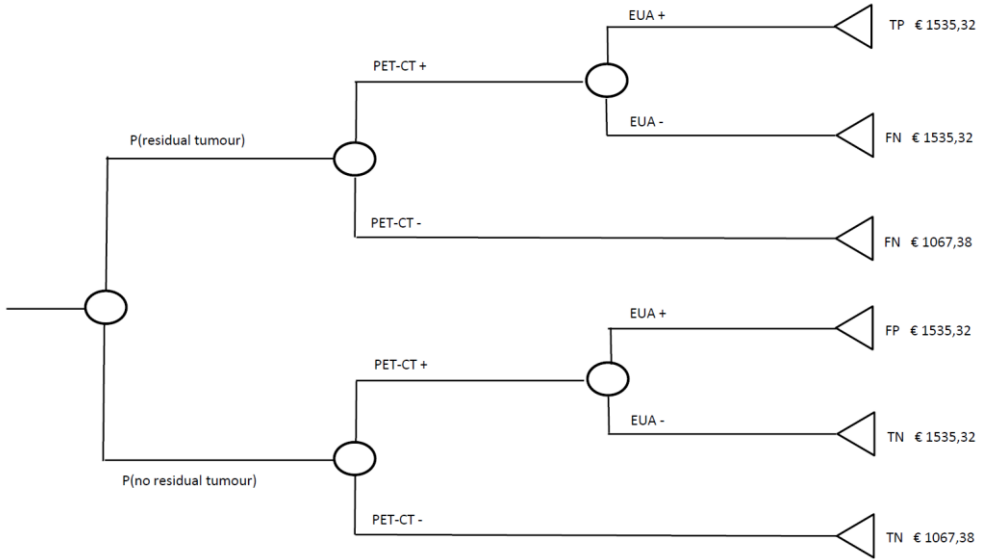 EUA +
TP € 1535,32
PET-CT +
EUA -
FN € 1535,32
P(residual tumour)
PET-CT -
FN € 1067,38
EUA +
FP € 1535,32
PET-CT +
EUA -
TN € 1535,32
P(no residual tumour)
PET-CT -
TN € 1067,38